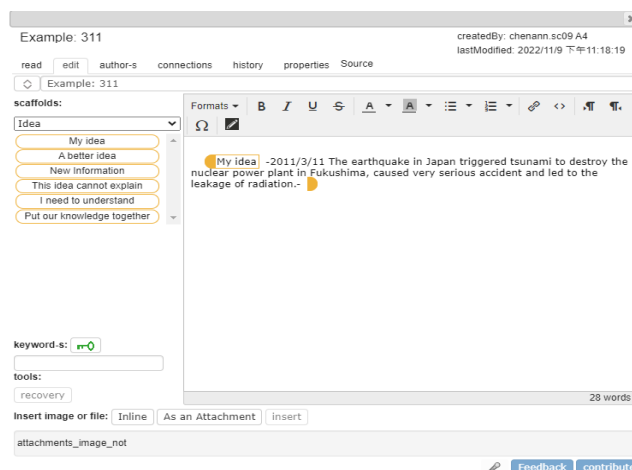 Example: 311
createdBy: chenann.sc09 A4
lastModified: 2022/11/9 下午11:18:19
read edit author-s connections history properties Source
Example: 311
scaffolds:
Idea
My idea
A better idea
New Information
This idea cannot explain
I need to understand
Put our knowledge together
Formats B I U S A A
Ω
My idea -2011/3/11 The earthquake in Japan triggered tsunami to destroy the
nuclear power plant in Fukushima, caused very serious accident and led to the
leakage of radiation.-
keyword-s:
tools:
recovery
28 words
Insert image or file: Inline As an Attachment insert
attachments_image_not
Feedback contribute